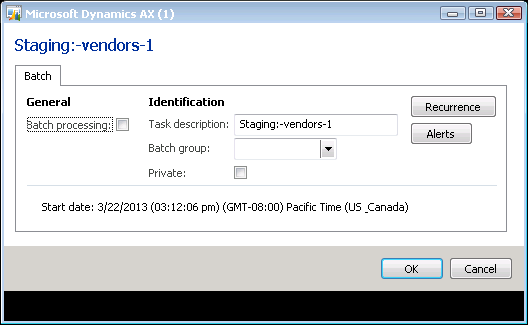 Microsoft Dynamics AX (1)
Staging:-vendors-1
Batch
General
Batch processing:
Identification
Task description: Staging:-vendors-1
Batch group:
Private:
Recurrence
Alerts
Start date: 3/22/2013 (03:12:06 pm) (GMT-08:00) Pacific Time (US _Canada)
OK
Cancel